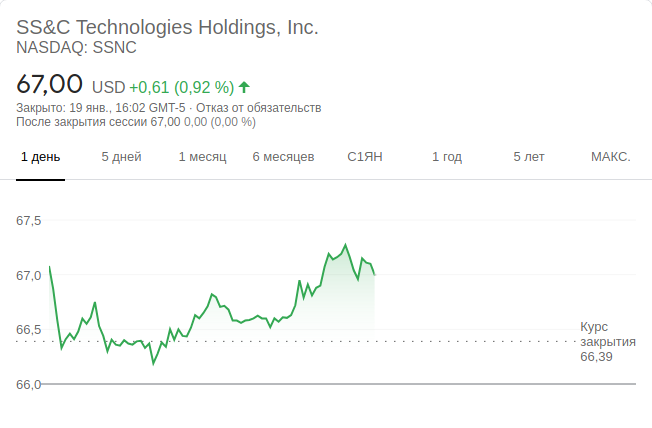 SS&C Technologies Holdings, Inc.
NASDAQ: SSNC
67,00 USD +0,61 (0,92 %)
Закрыто: 19 янв., 16:02 GMT-5 · Отказ от обязательств
После закрытия сессии 67,00 0,00 (0,00 %)
1 день 5 дней 1 месяц 6 месяцев С1ЯН 1 год 5 лет МАКС.
67,5
67,0
66,5
Курс
закрытия
66,39
66,0